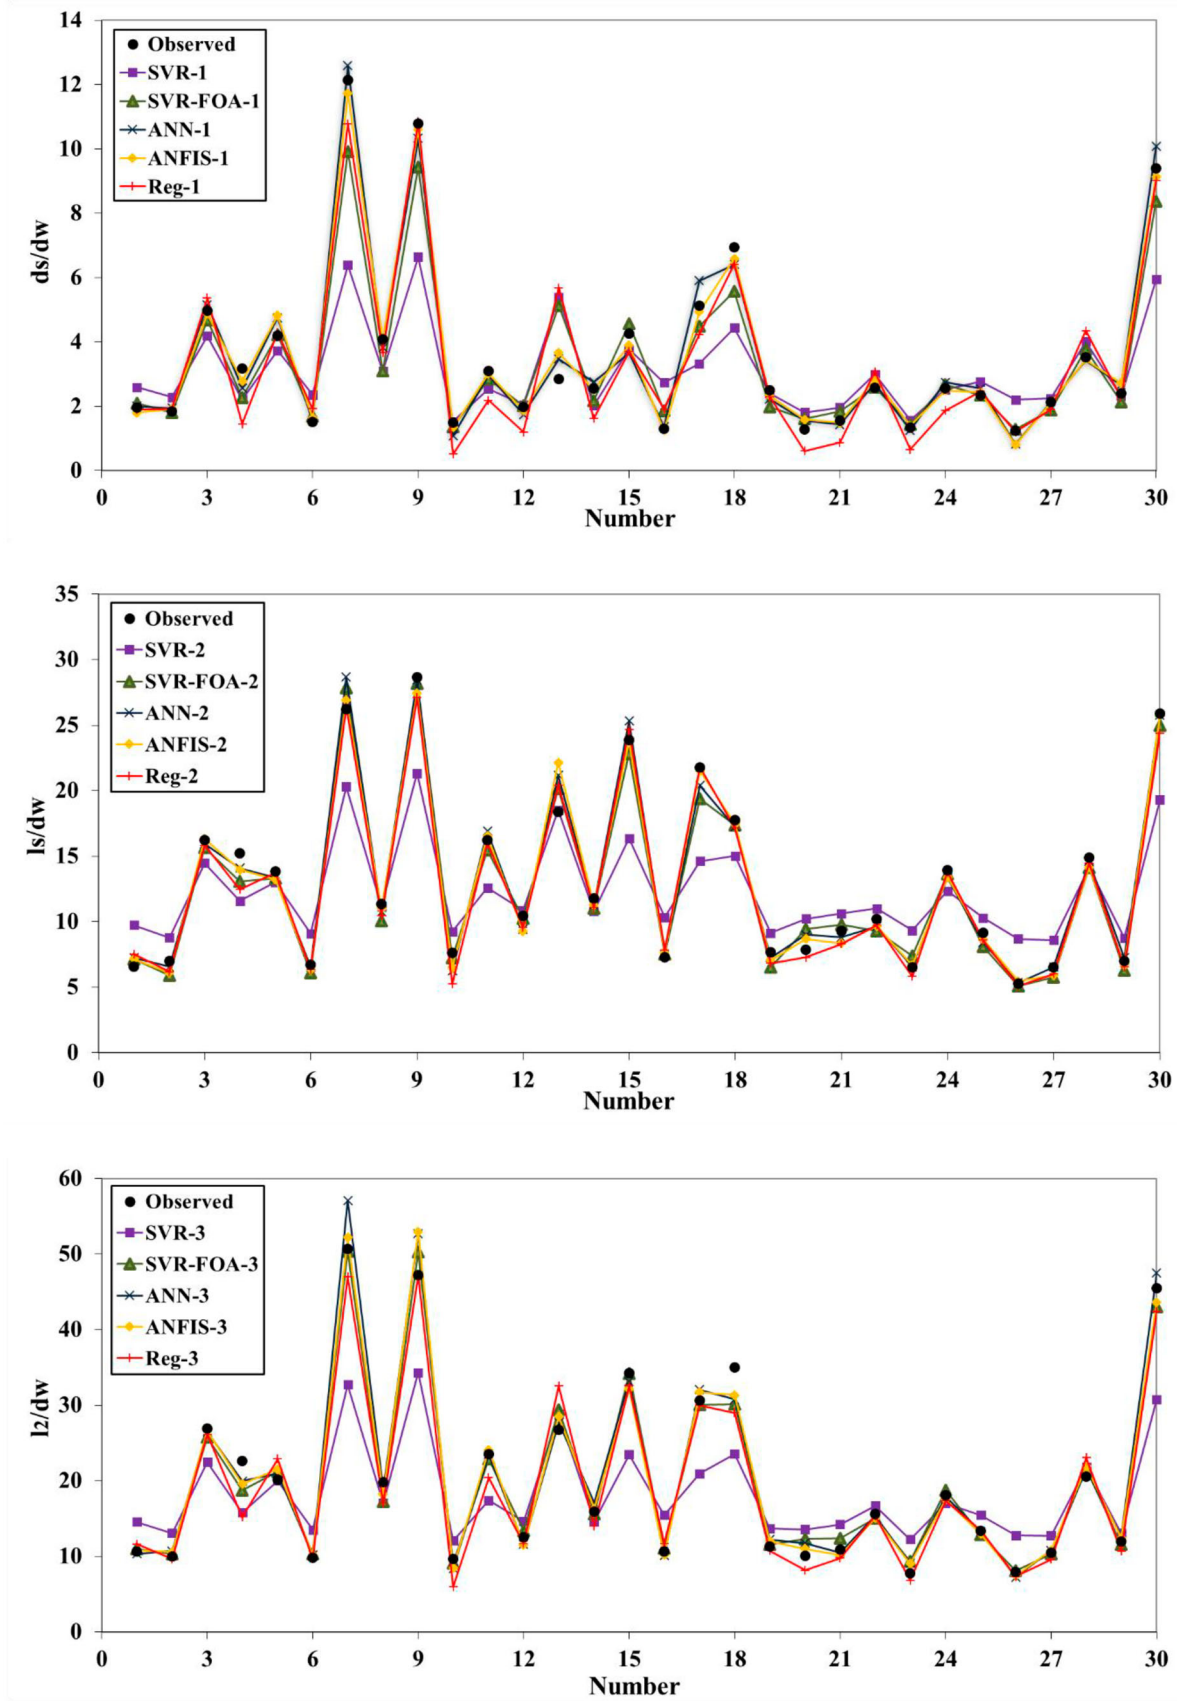 14
12
10
8
6
4
2
0
ds/dw
Observed
SVR-1
SVR-FOA-1
ANN-1
ANFIS-1
Reg-1
0 3 6 9 12 15 18 21 24 27 30
Number
35
30
25
20
15
10
5
0
ls/dw
Observed
SVR-2
SVR-FOA-2
ANN-2
ANFIS-2
Reg-2
0 3 6 9 12 15 18 21 24 27 30
Number
60
50
40
30
20
10
0
l2/dw
Observed
SVR-3
SVR-FOA-3
ANN-3
ANFIS-3
Reg-3
0 3 6 9 12 15 18 21 24 27 30
Number